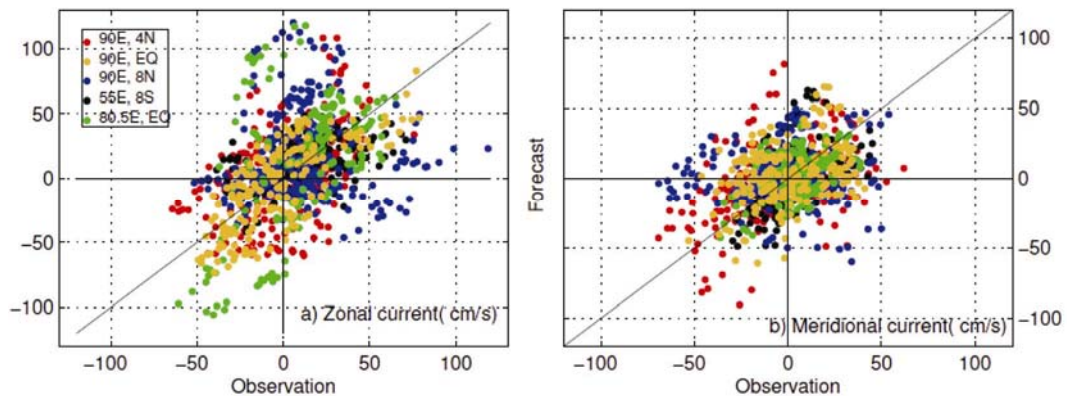 100
50
0
−50
−100
90E, 4N
90E, EQ
90E, 8N
55E, 8S
80.5E, EQ
a) Zonal current( cm/s)
−100 −50 0 50 100
Observation
Forecast
100
50
0
−50
−100
b) Meridional current( cm/s)
−100 −50 0 50 100
Observation